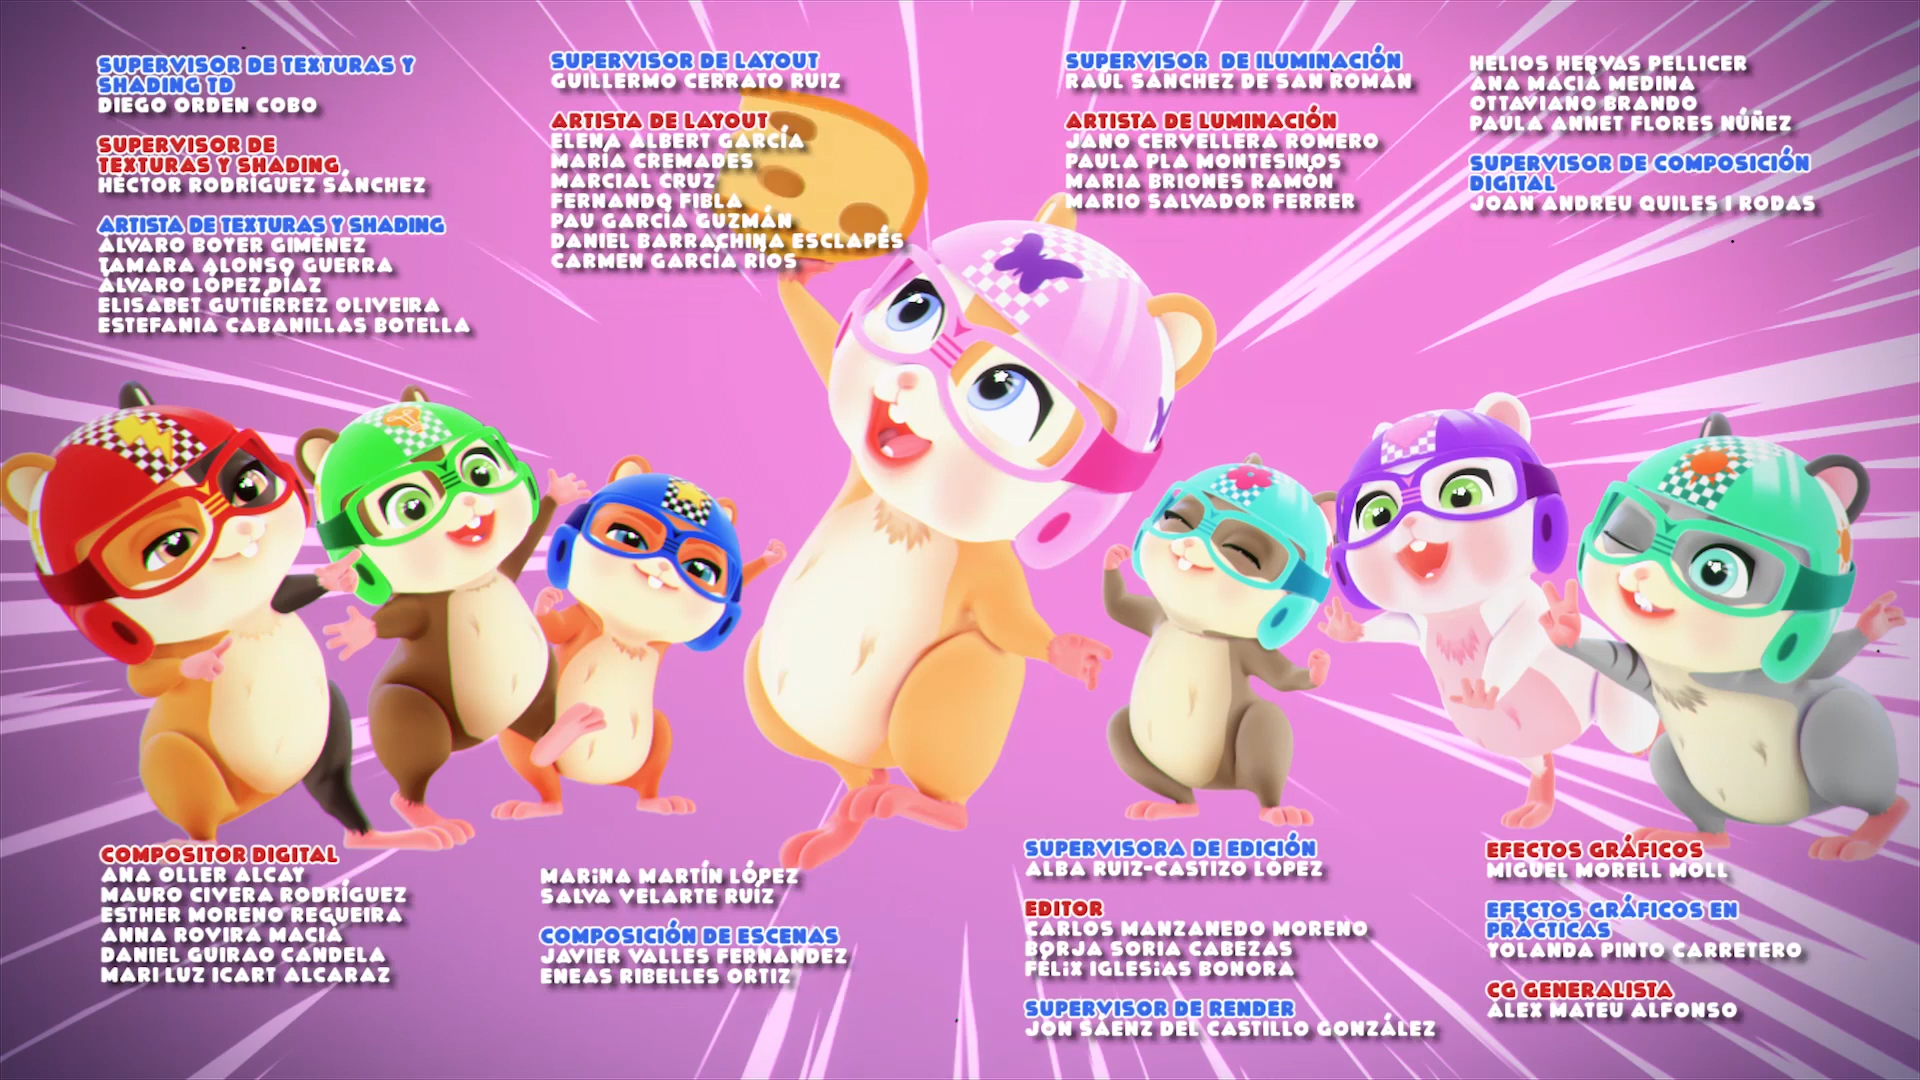 SUPERVISOR DE TEXTURAS Y
SHADING TD
DIEGO ORDEN COBO
SUPERVISOR DE
TEXTURAS Y SHADING
HÉCTOR RODRÍGUEZ SÁNCHEZ
ARTISTA DE TEXTURAS Y SHADING
ÁLVARO BOYER GIMÉNEZ
TAMARA ALONSO GUERRA
ÁLVARO LÓPEZ DÍAZ
ELISABET GUTIÉRREZ OLIVEIRA
ESTEFANIA CABANILLAS BOTELLA
SUPERVISOR DE LAYOUT
GUILLERMO CERRATO RUIZ
ARTISTA DE LAYOUT
ELENA ALBERT GARCÍA
MARÍA CREMADES
MARCIAL CRUZ
FERNANDO FIBLA
PAU GARCÍA GUZMÁN
DANIEL BARRACHINA ESCLAPÉS
CARMEN GARCÍA RÍOS
SUPERVISOR DE ILUMINACIÓN
RAÚL SÁNCHEZ DE SAN ROMÁN
ARTISTA DE LUMINACIÓN
JANO CERVELLERA ROMERO
PAULA PLA MONTESINOS
MARIA BRIONES RAMÓN
MARIO SALVADOR FERRER
HELIOS HERVAS PELLICER
ANA MACIÀ MEDINA
OTTAVIANO BRANDO
PAULA ANNET FLORES NÚÑEZ
SUPERVISOR DE COMPOSICIÓN
DIGITAL
JOAN ANDREU QUILES I RODAS
COMPOSITOR DIGITAL
ANA OLLER ALCAY
MAURO CIVERA RODRÍGUEZ
ESTHER MORENO REGUEIRA
ANNA ROVIRA MACIÀ
DANIEL GUIRAO CANDELA
MARI LUZ ICART ALCARAZ
MARINA MARTÍN LÓPEZ
SALVA VELARTE RUÍZ
COMPOSICIÓN DE ESCENAS
JAVIER VALLES FERNÁNDEZ
ENEAS RIBELLES ORTIZ
SUPERVISORA DE EDICIÓN
ALBA RUIZ-CASTIZO LÓPEZ
EDITOR
CARLOS MANZANEDO MORENO
BORJA SORIA CABEZAS
FÉLIX IGLESIAS BONORA
SUPERVISOR DE RENDER
JON SÁENZ DEL CASTILLO GONZÁLEZ
EFECTOS GRÁFICOS
MIGUEL MORELL MOLL
EFECTOS GRÁFICOS EN
PRÁCTICAS
YOLANDA PINTO CARRETERO
CG GENERALISTA
ALEX MATEU ALFONSO